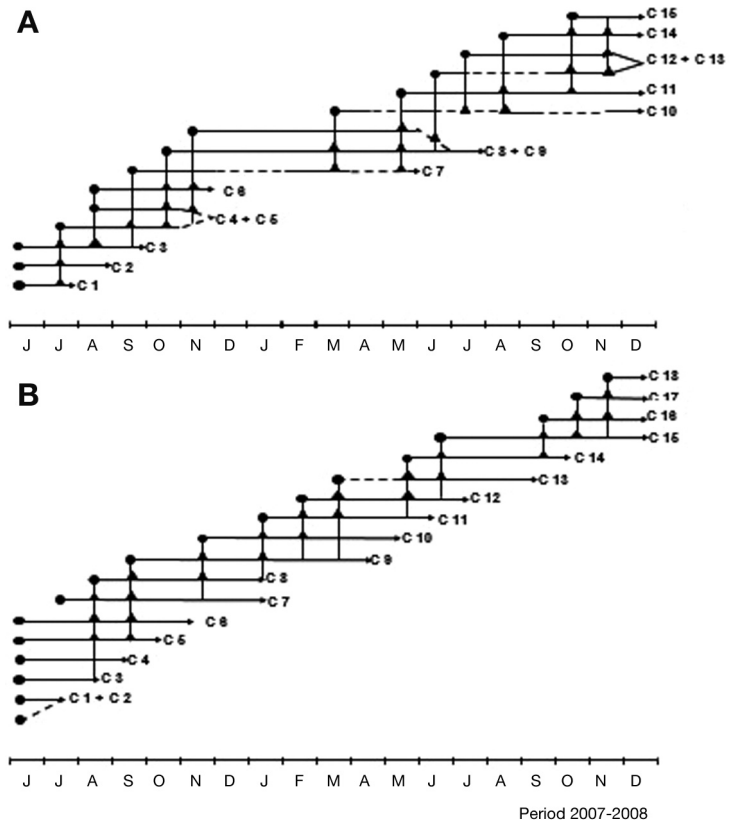 A
C 15
C 14
C 12 + C 13
C 11
C 10
C 8 + C 9
C 7
C 6
C 4 + C 5
C 3
C 2
C 1
J J A S O N D J F M A M J J A S O N D
B
C 18
C 17
C 16
C 15
C 14
C 13
C 12
C 11
C 10
C 9
C 8
C 7
C 6
C 5
C 4
C 3
C 1 + C 2
J J A S O N D J F M A M J J A S O N D
Period 2007-2008